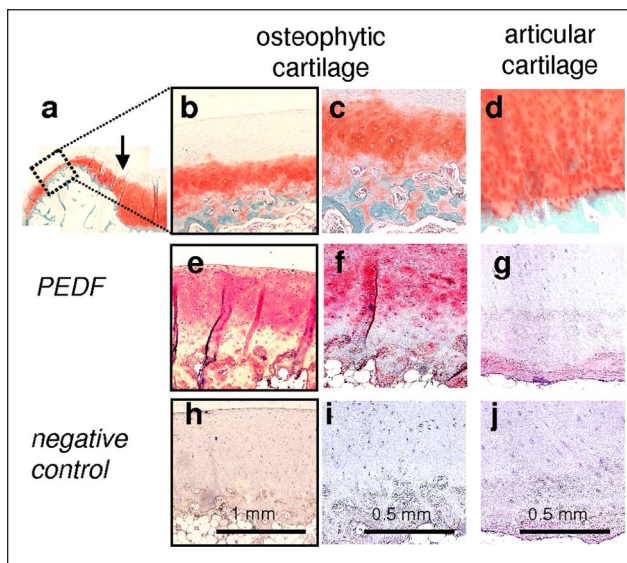 osteophytic cartilage
articular cartilage
a
b
c
d
PEDF
e
f
g
negative control
h
i
j
1 mm
0.5 mm
0.5 mm